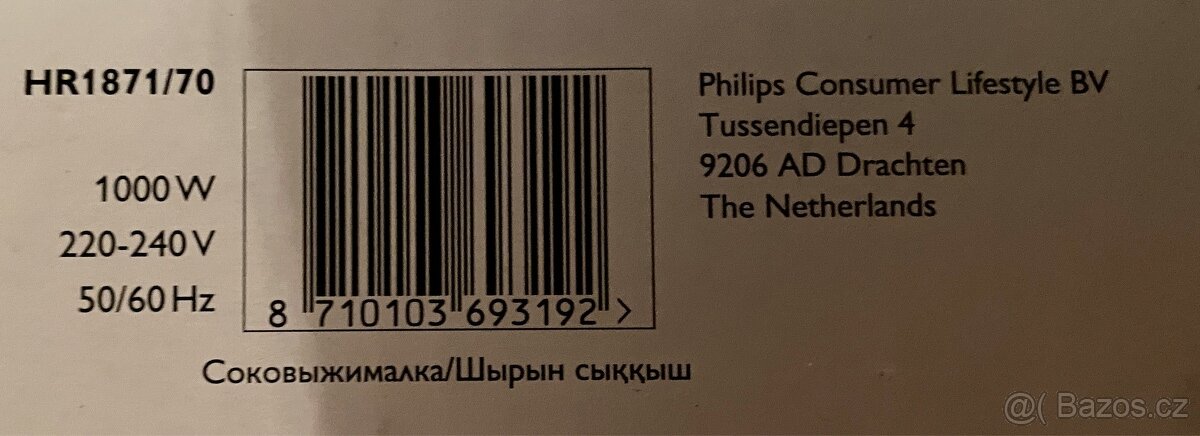 HR1871/70
1000 W
220-240 V
50/60 Hz
8 710103 693192 >
Соковыжималка/Шырын сыққыш
Philips Consumer Lifestyle BV
Tussendiepen 4
9206 AD Drachten
The Netherlands
@( Bazos.cz